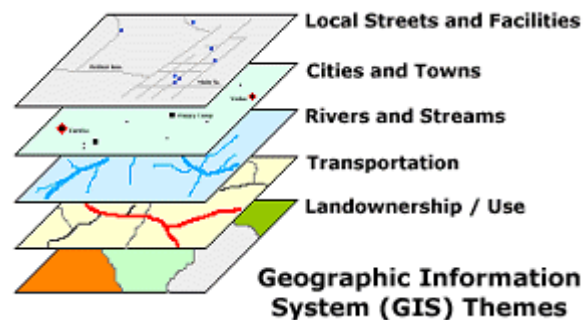 Local Streets and Facilities
Cities and Towns
Rivers and Streams
Transportation
Landownership / Use
Geographic Information
System (GIS) Themes